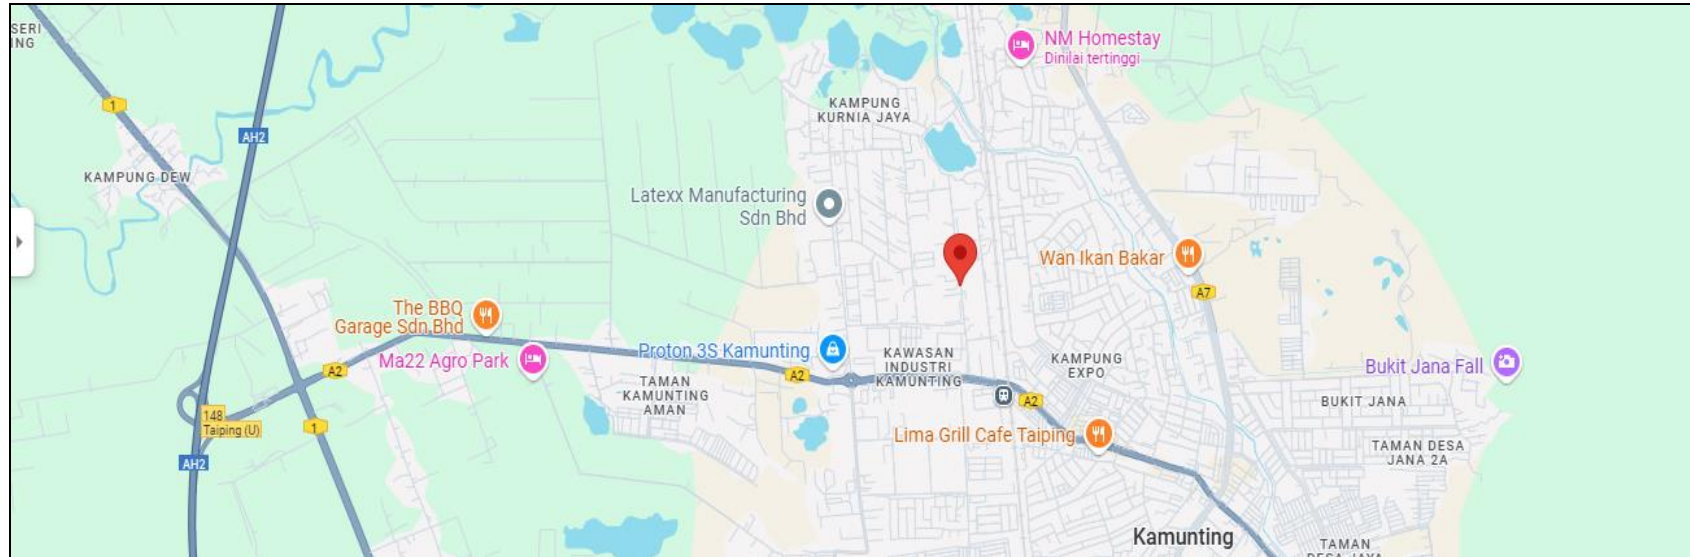 SERI
ING
NM Homestay
Dinilai tertinggi
1
KAMPUNG
KURNIA JAYA
AH2
KAMPUNG DEW
Latexx Manufacturing
Sdn Bhd
Wan Ikan Bakar
A7
The BBQ
Garage Sdn Bhd
Proton 3S Kamunting
Ma22 Agro Park
KAWASAN
INDUSTRI
KAMUNTING
KAMPUNG
EXPO
Bukit Jana Fall
A2
A2
TAMAN
KAMUNTING
AMAN
A2
BUKIT JANA
148
Taiping (U)
1
Lima Grill Cafe Taiping
TAMAN DESA
JANA 2A
AH2
Kamunting
TAMAN
DESA JAYA